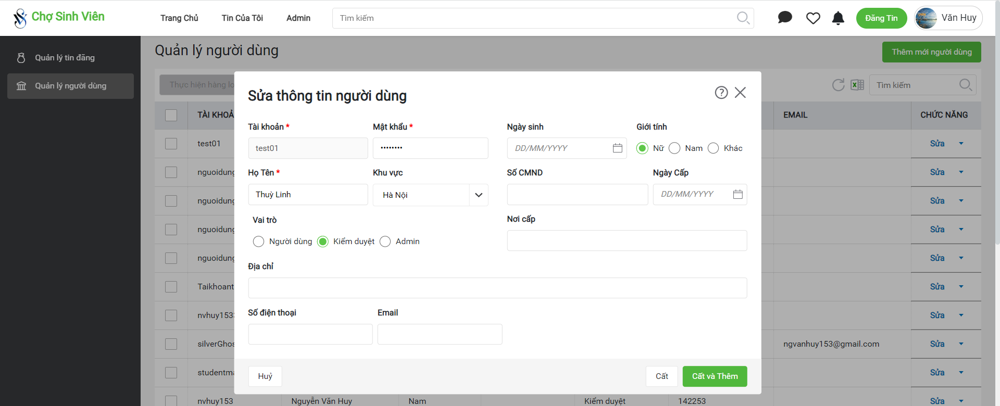 Chợ Sinh Viên
Trang Chủ
Tin Của Tôi
Admin
Tìm kiếm
Đăng Tin
Văn Huy
Quản lý tin đăng
Quản lý người dùng
Quản lý người dùng
Thêm mới người dùng
Thực hiện hàng lo
Tìm kiếm
TÀI KHOẢ
EMAIL
CHỨC NĂNG
test01
Sửa
nguoidung
Sửa
nguoidung
Sửa
nguoidung
Sửa
nguoidung
Sửa
Taikhoant
Sửa
nvhuy153
Sửa
silverGhos
ngvanhuy153@gmail.com
Sửa
studentma
Sửa
nvhuy153
Nguyễn Văn Huy
Nam
Kiểm duyệt
142253
Sửa
Sửa thông tin người dùng
?
Tài khoản *
Mật khẩu *
Ngày sinh
Giới tính
test01
••••••••
DD/MM/YYYY
Nữ
Nam
Khác
Họ Tên *
Khu vực
Số CMND
Ngày Cấp
Thuỳ Linh
Hà Nội
DD/MM/YYYY
Vai trò
Nơi cấp
Người dùng
Kiểm duyệt
Admin
Địa chỉ
Số điện thoại
Email
Huỷ
Cất
Cất và Thêm